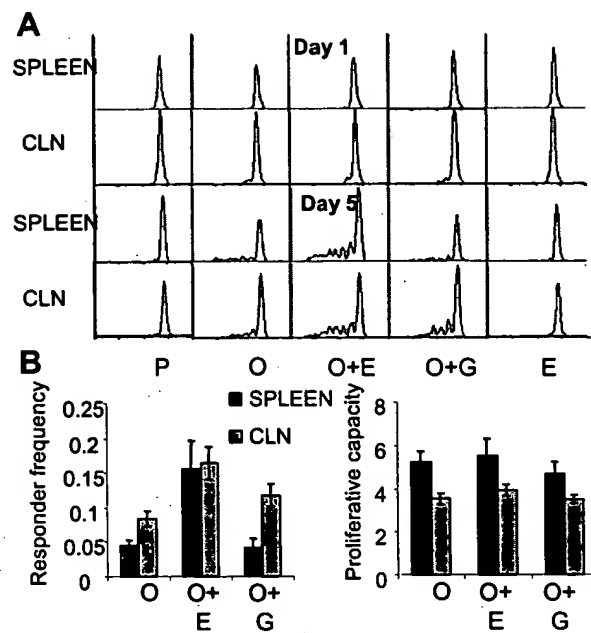 A
Day 1
SPLEEN
CLN
Day 5
SPLEEN
CLN
P O O+E O+G E
B
Responder frequency
0.25
0.2
0.15
0.1
0.05
0
O O+ O+
E G
SPLEEN
CLN
Proliferative capacity
8
6
4
2
0
O O+ O+
E G